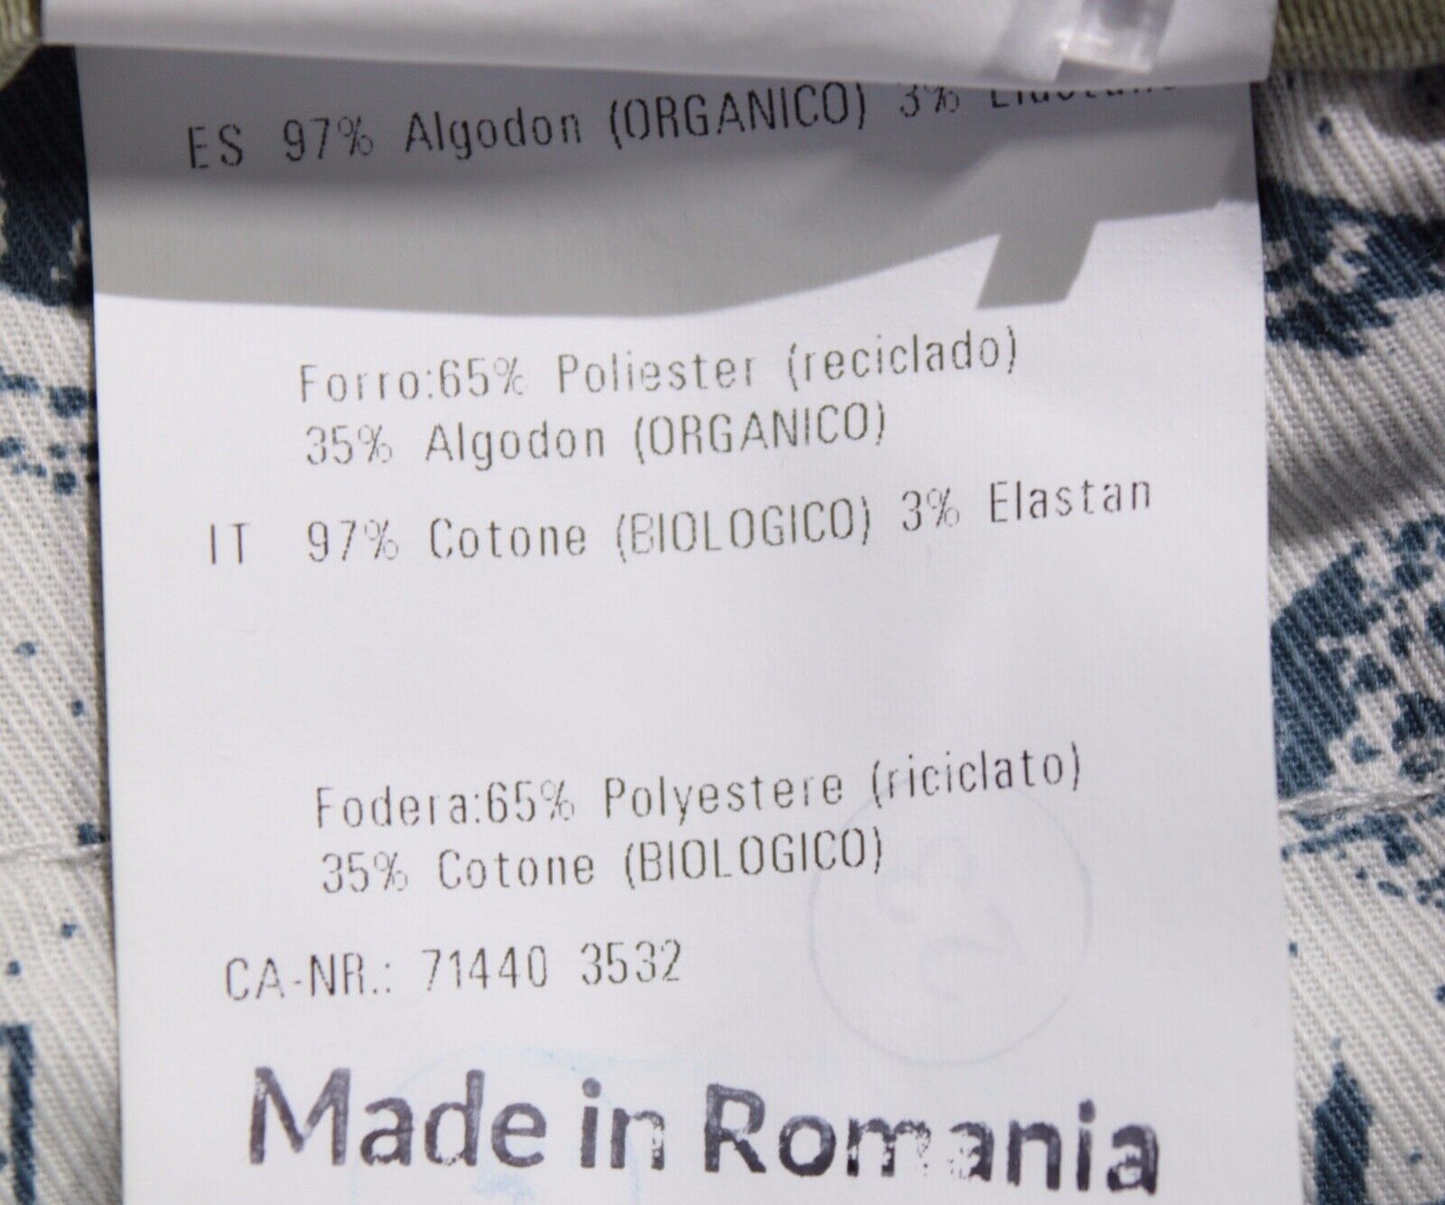 ES 97% Algodon (ORGANICO) 3%
Forro:65% Poliester (reciclado)
35% Algodon (ORGANICO)
IT 97% Cotone (BIOLOGICO) 3% Elastan
Fodera:65% Polyestere (riciclato)
35% Cotone (BIOLOGICO)
CA-NR.: 71440 3532
Made in Romania